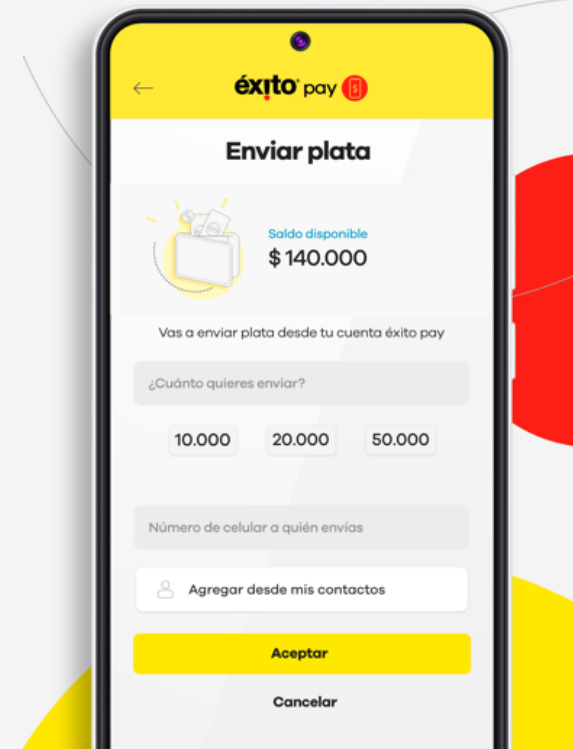 éxito pay
Enviar plata
Saldo disponible
$ 140.000
Vas a enviar plata desde tu cuenta éxito pay
¿Cuánto quieres enviar?
10.000 20.000 50.000
Número de celular a quién envías
Agregar desde mis contactos
Aceptar
Cancelar